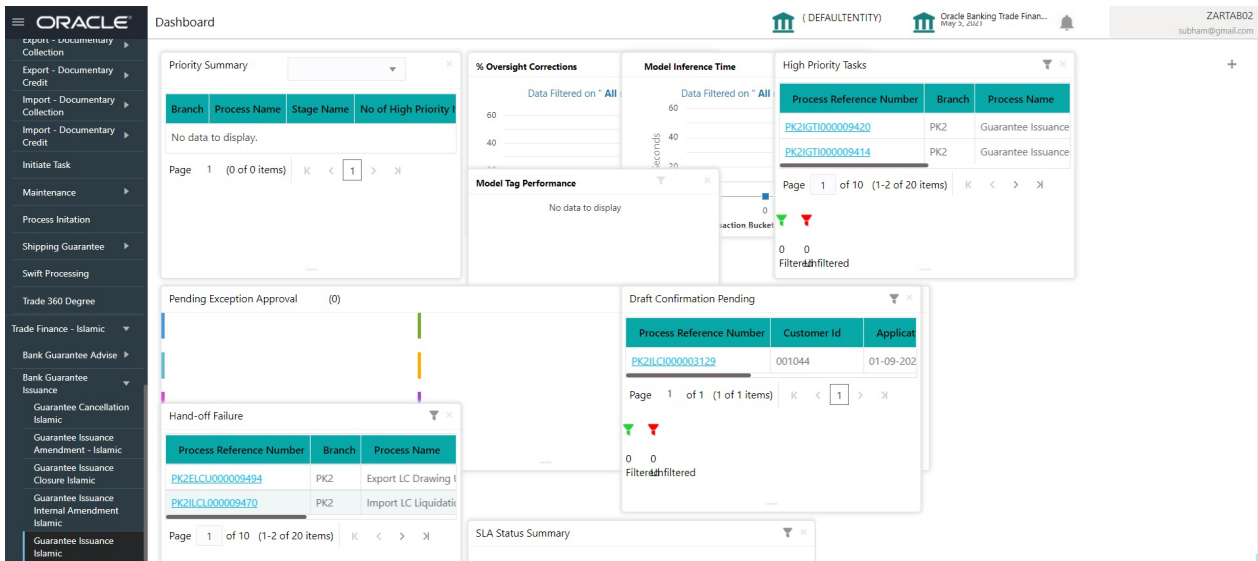 ORACLE
Dashboard
( DEFAULTENTITY)
Oracle Banking Trade Finan...
May 5, 2021
ZARTAB02
subham@gmail.com
Export - Documentary
Collection
Export - Documentary
Credit
Import - Documentary
Collection
Import - Documentary
Credit
Initiate Task
Maintenance
Process Initation
Shipping Guarantee
Swift Processing
Trade 360 Degree
Trade Finance - Islamic
Bank Guarantee Advise
Bank Guarantee
Issuance
Guarantee Cancellation
Islamic
Guarantee Issuance
Amendment - Islamic
Guarantee Issuance
Closure Islamic
Guarantee Issuance
Internal Amendment
Islamic
Guarantee Issuance
Islamic
Priority Summary
Branch Process Name Stage Name No of High Priority
No data to display.
Page 1 (0 of 0 items) 1
% Oversight Corrections
Data Filtered on " All
60
40
Model Inference Time
Data Filtered on " All
60
40
20
0
Model Tag Performance
No data to display
High Priority Tasks
Process Reference Number Branch Process Name
PK2IGTI000009420 PK2 Guarantee Issuance
PK2IGTI000009414 PK2 Guarantee Issuance
Page 1 of 10 (1-2 of 20 items)
0 0
Filtered Unfiltered
Pending Exception Approval (0)
Draft Confirmation Pending
Process Reference Number Customer Id Applicat
PK2ILCI000003129 001044 01-09-202
Page 1 of 1 (1 of 1 items) 1
0 0
Filtered Unfiltered
Hand-off Failure
Process Reference Number Branch Process Name
PK2ELCU000009494 PK2 Export LC Drawing
PK2ILCL000009470 PK2 Import LC Liquidatic
Page 1 of 10 (1-2 of 20 items)
SLA Status Summary